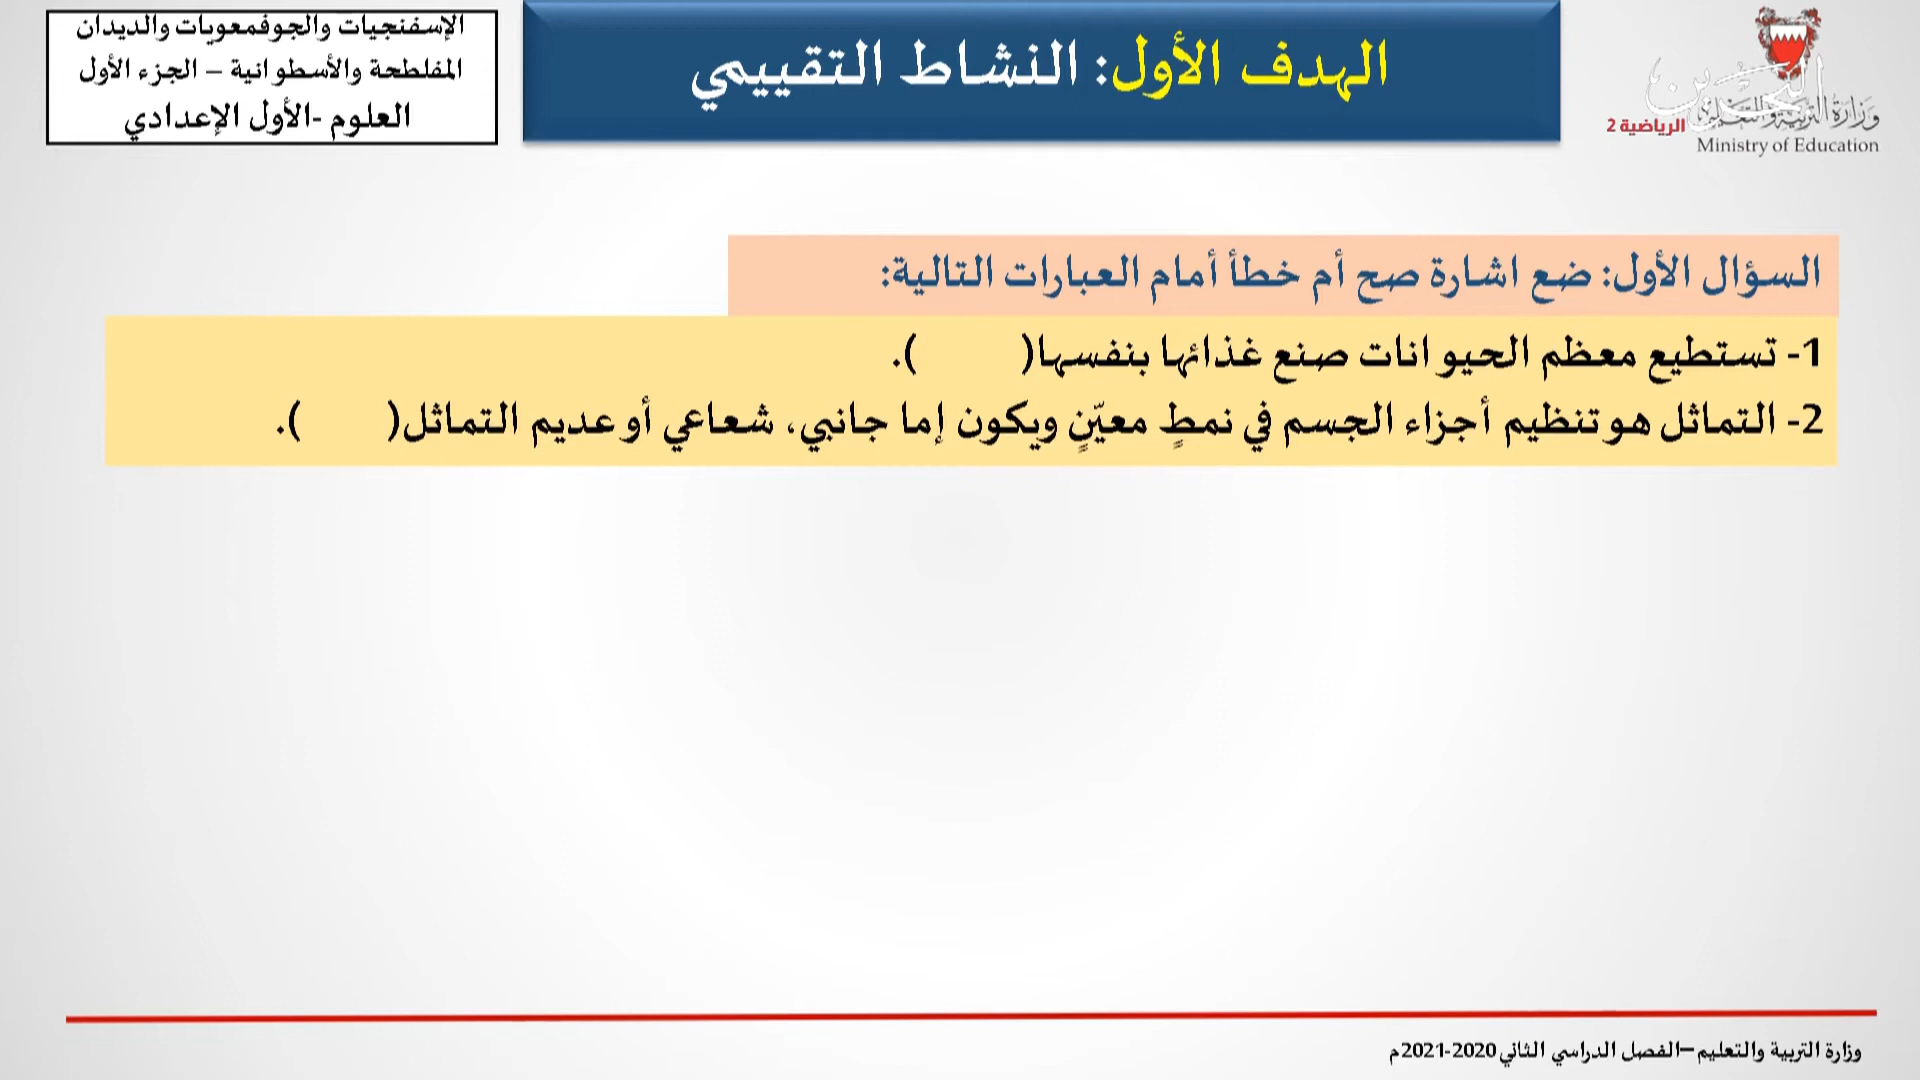 الإسفنجيات والجوفمعويات والديدان
المفلطحة والأسطوانية – الجزء الأول
العلوم -الأول الإعدادي
الهدف الأول: النشاط التقييمي
البحرين
الرياضية 2
وزارة التربية والتعليم
Ministry of Education
السؤال الأول: ضع اشارة صح أم خطأ أمام العبارات التالية:
1- تستطيع معظم الحيوانات صنع غذائها بنفسها( ).
2- التماثل هو تنظيم أجزاء الجسم في نمطٍ معيّنٍ ويكون إما جانبي، شعاعي أو عديم التماثل( ).
وزارة التربية والتعليم –الفصل الدراسي الثاني 2020-2021م